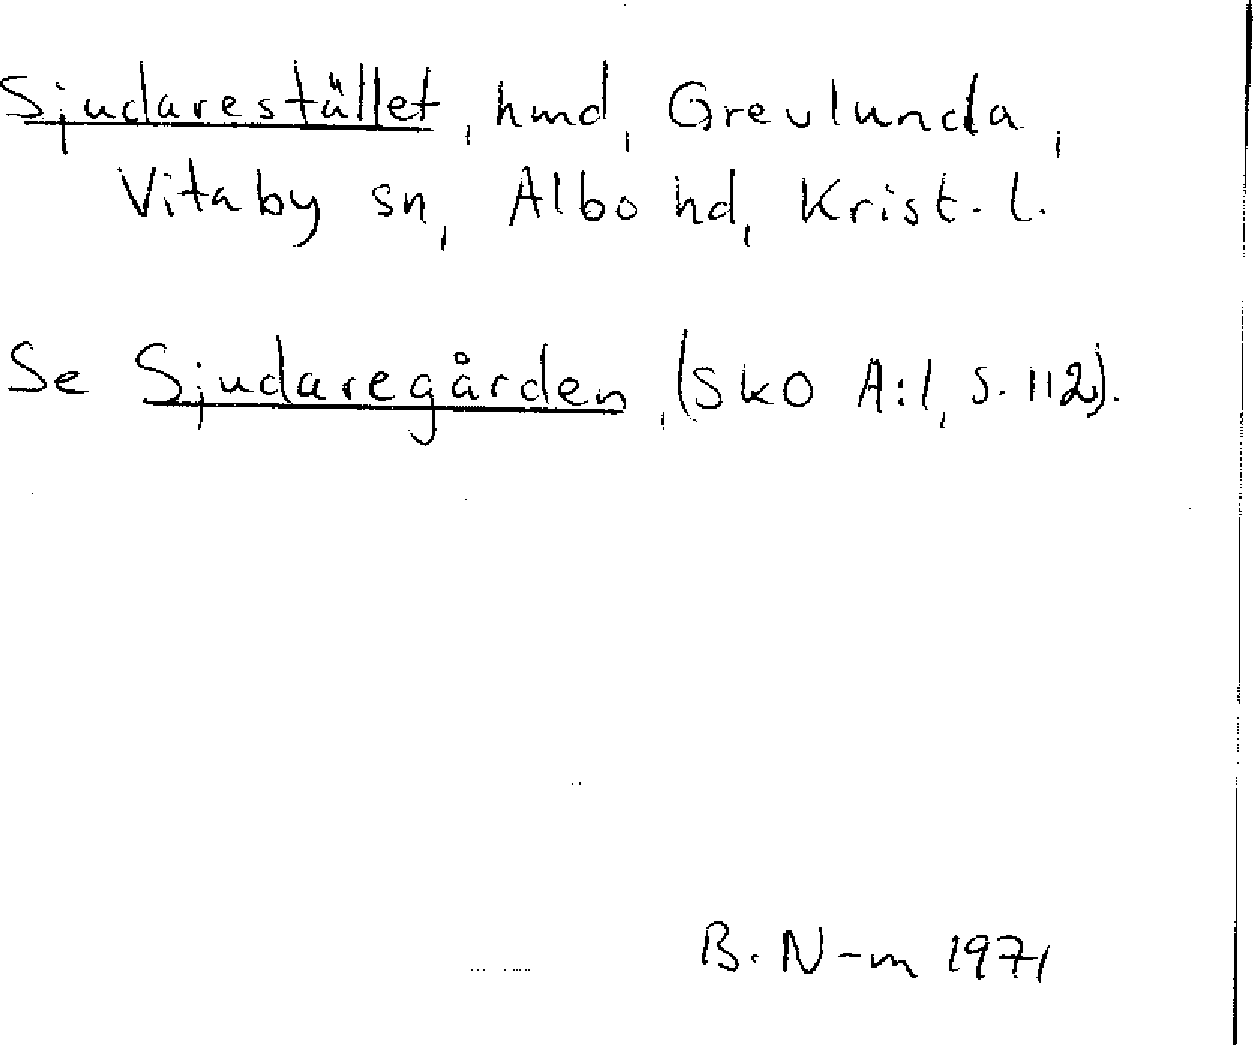 Sjudarestället, hmd, Grevlunda,
Vitaby sn, Albo hd, Krist. l.
Se Sjudaregården, (SkO A:1, s. 112).
B. N-m 1971